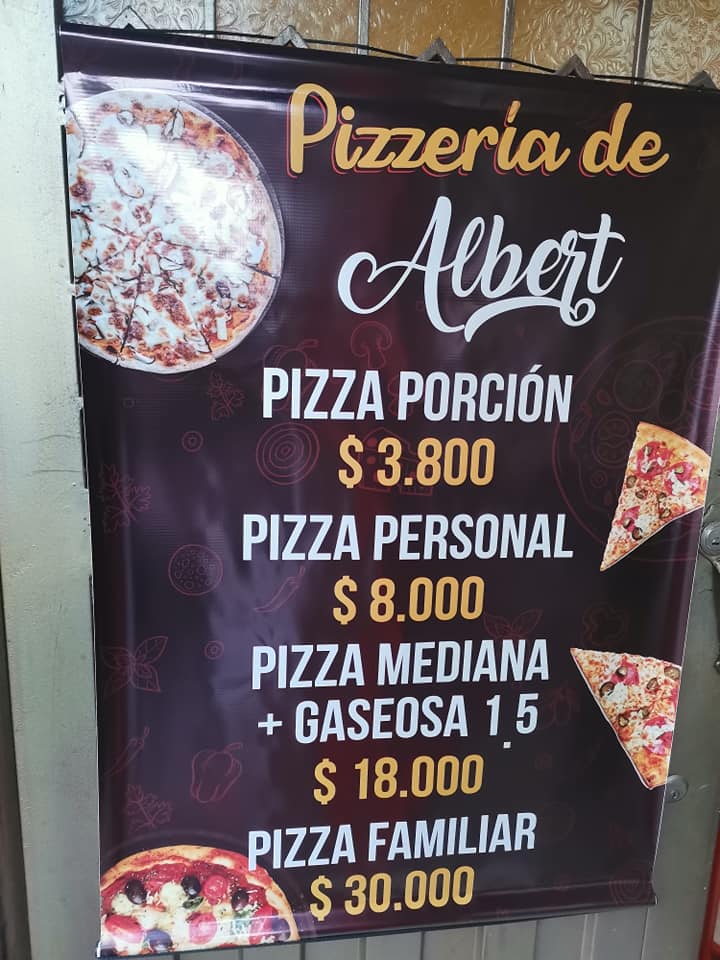 Pizzería de
Albert
PIZZA PORCIÓN
$ 3.800
PIZZA PERSONAL
$ 8.000
PIZZA MEDIANA
+ GASEOSA 1.5
$ 18.000
PIZZA FAMILIAR
$ 30.000